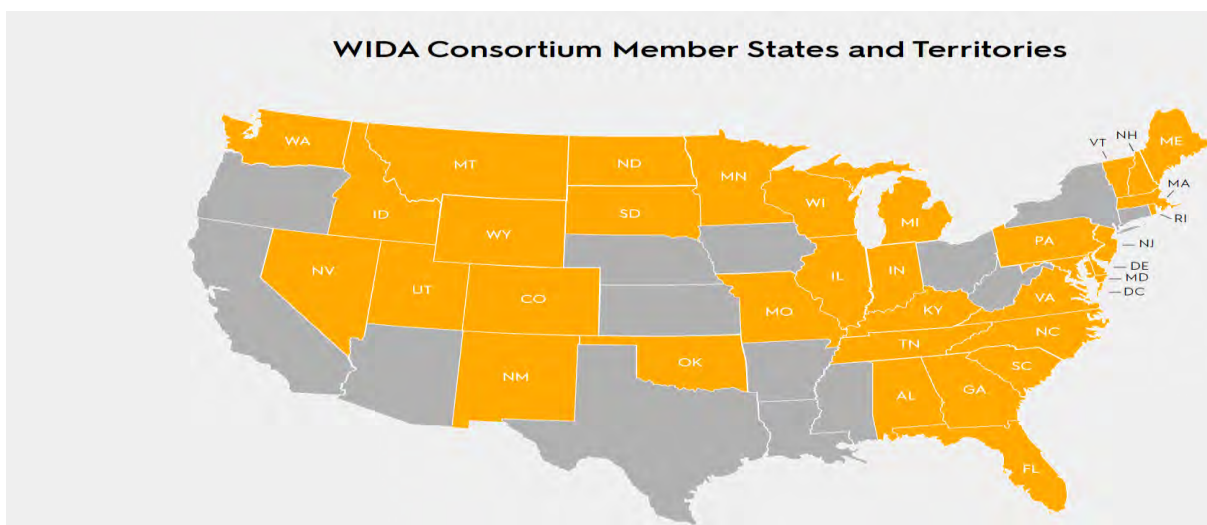 WIDA Consortium Member States and Territories
WA
MT
ND
MN
VT
NH
ME
MA
RI
ID
SD
WI
MI
WY
PA
NJ
NV
UT
CO
IL
IN
DE
MD
DC
VA
MO
KY
NC
TN
NM
OK
SC
AL
GA
FL